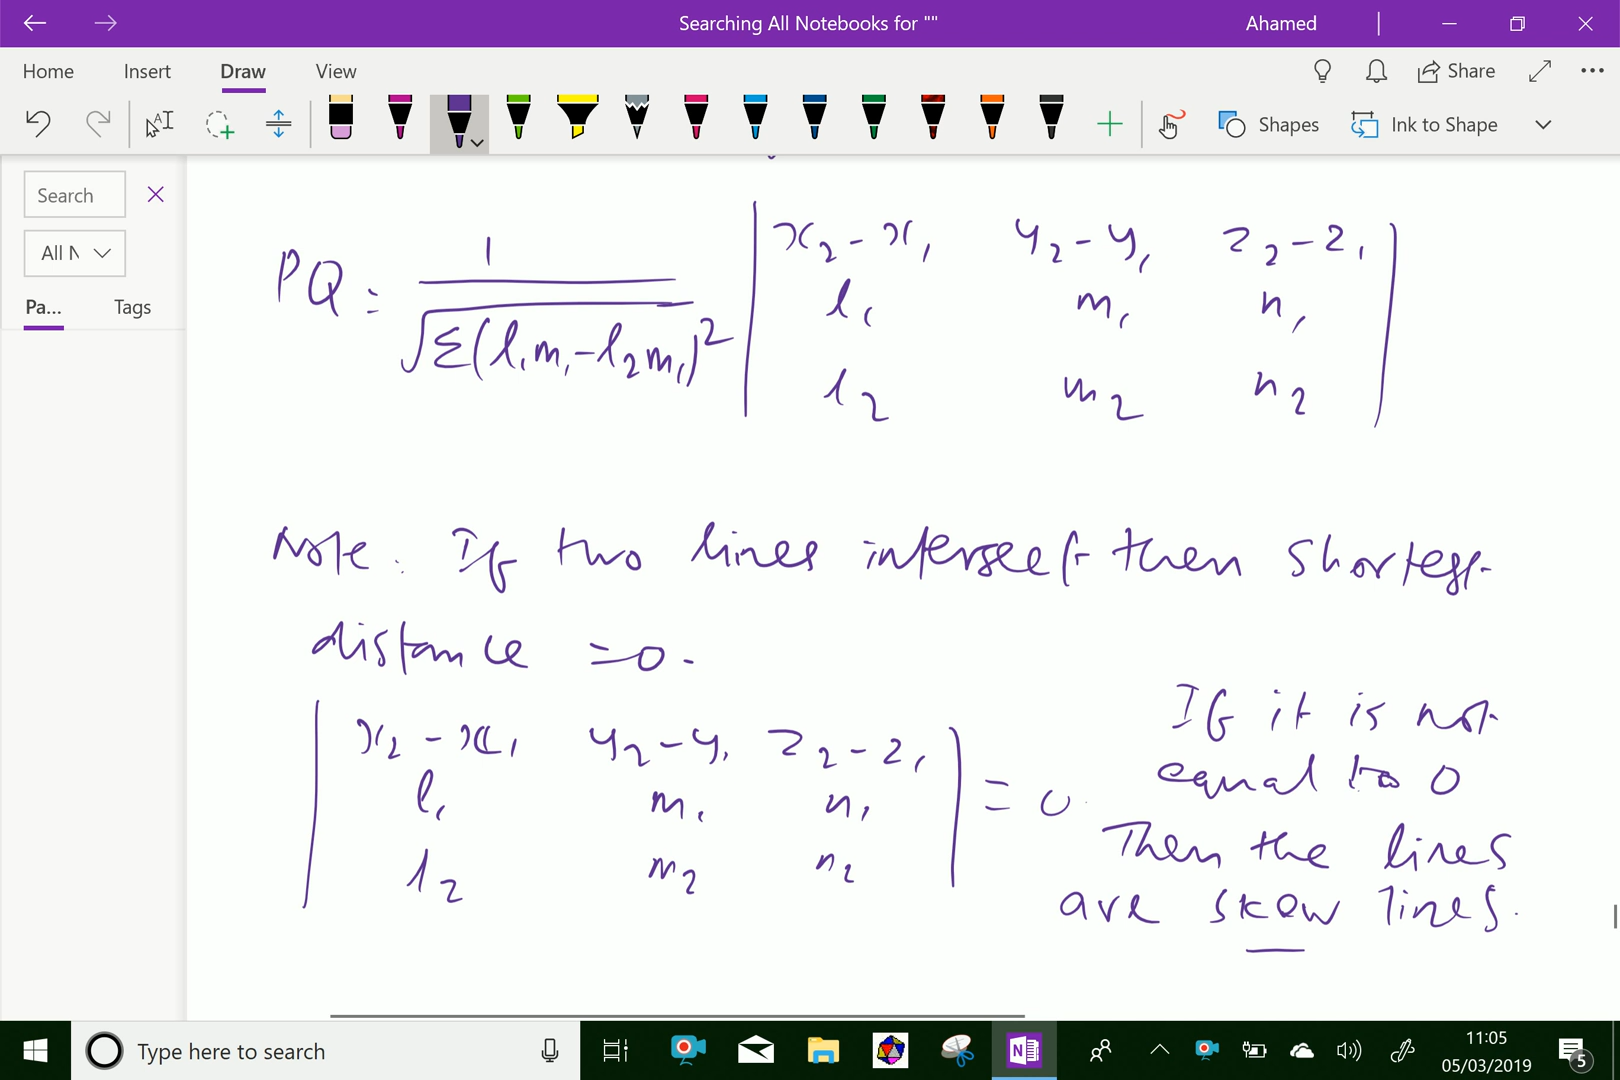 Searching All Notebooks for ""
Ahamed
Home Insert Draw View
Share
Shapes
Ink to Shape
Search
All N
Pa... Tags
PQ = 1 / √Σ(l₁m₁-l₂m₁)² | x₂-x₁ y₂-y₁ z₂-z₁ |
| l₁ m₁ n₁ |
| l₂ m₂ n₂ |
Note: If two lines intersect then shortest
distance =0.
| x₂-x₁ y₂-y₁ z₂-z₁ |
| l₁ m₁ n₁ | = 0.
| l₂ m₂ n₂ |
If it is not
equal to 0
Then the lines
are skew lines.
Type here to search
N
11:05
05/03/2019
5